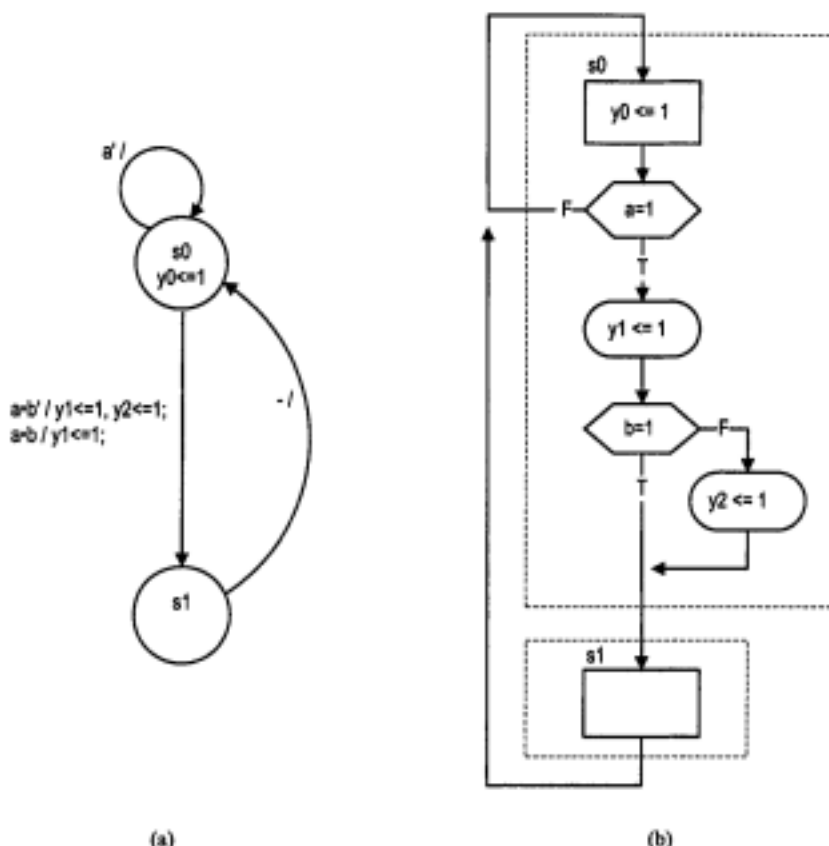 a' /
s0
y0<=1
a•b' / y1<=1, y2<=1;
a•b / y1<=1;
- /
s1
(a)
s0
y0 <= 1
F
a=1
T
y1 <= 1
b=1
F
T
y2 <= 1
s1
(b)